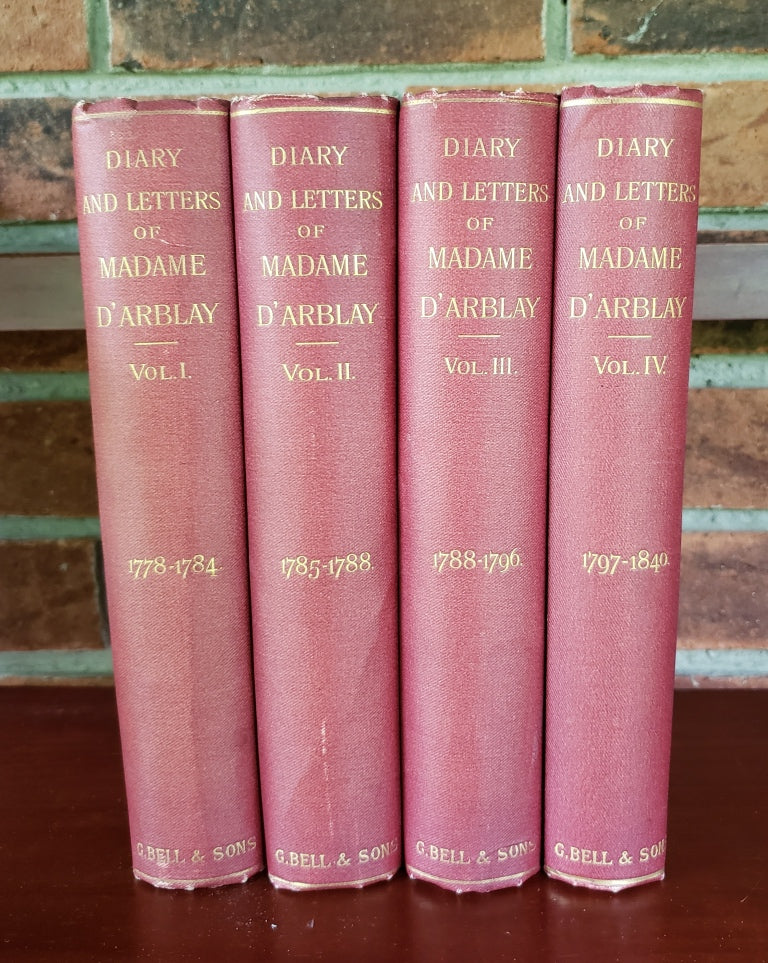 DIARY
AND LETTERS
OF
MADAME
D'ARBLAY
VOL. I.
1778-1784.
G. BELL & SONS
DIARY
AND LETTERS
OF
MADAME
D'ARBLAY
VOL. II.
1785-1788.
G. BELL & SONS
DIARY
AND LETTERS
OF
MADAME
D'ARBLAY
VOL. III.
1788-1796.
G. BELL & SONS
DIARY
AND LETTERS
OF
MADAME
D'ARBLAY
VOL. IV.
1797-1840.
G. BELL & SONS